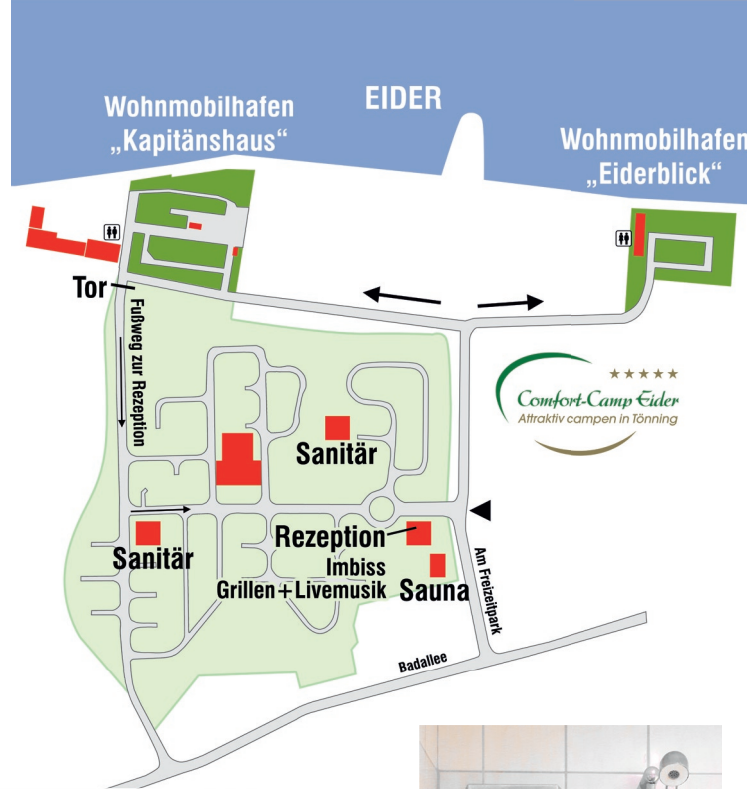 EIDER
Wohnmobilhafen
„Kapitänshaus“
Wohnmobilhafen
„Eiderblick“
Tor
Fußweg zur Rezeption
Comfort-Camp Eider
Attraktiv campen in Tönning
Sanitär
Sanitär
Rezeption
Imbiss
Grillen+Livemusik
Sauna
Am Freizeitpark
Badallee